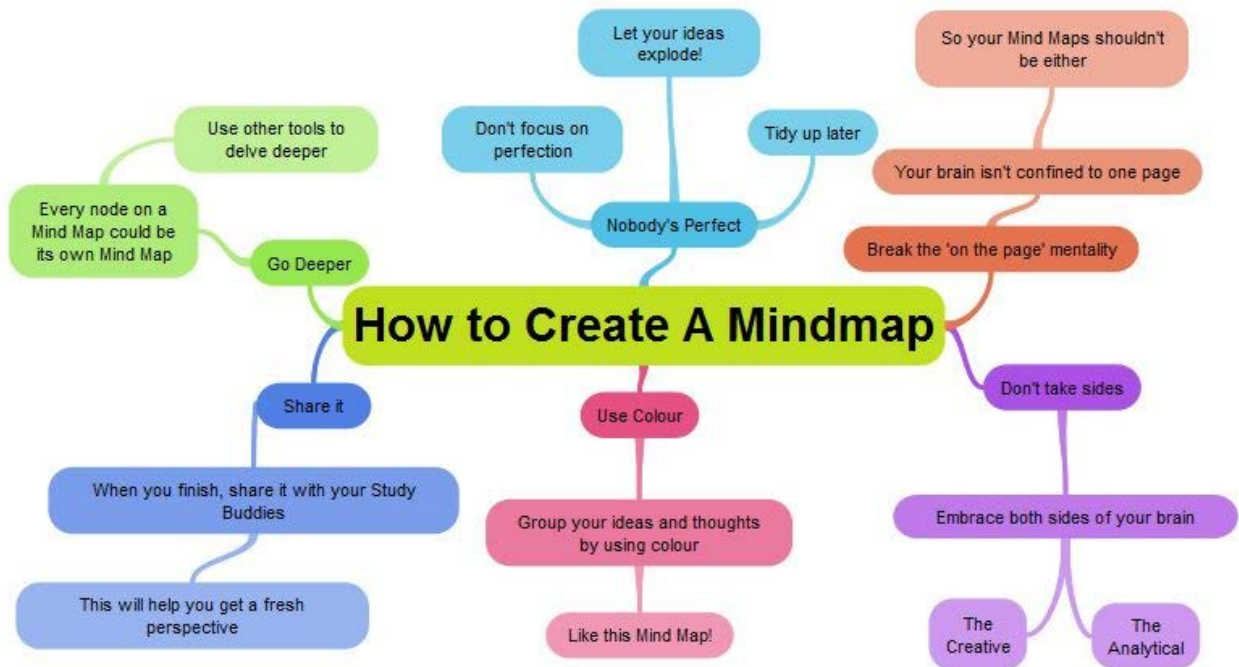 How to Create A Mindmap
Nobody's Perfect
Don't focus on
perfection
Let your ideas
explode!
Tidy up later
Break the 'on the page' mentality
Your brain isn't confined to one page
So your Mind Maps shouldn't
be either
Don't take sides
Embrace both sides of your brain
The
Creative
The
Analytical
Use Colour
Group your ideas and thoughts
by using colour
Like this Mind Map!
Share it
When you finish, share it with your Study
Buddies
This will help you get a fresh
perspective
Go Deeper
Every node on a
Mind Map could be
its own Mind Map
Use other tools to
delve deeper